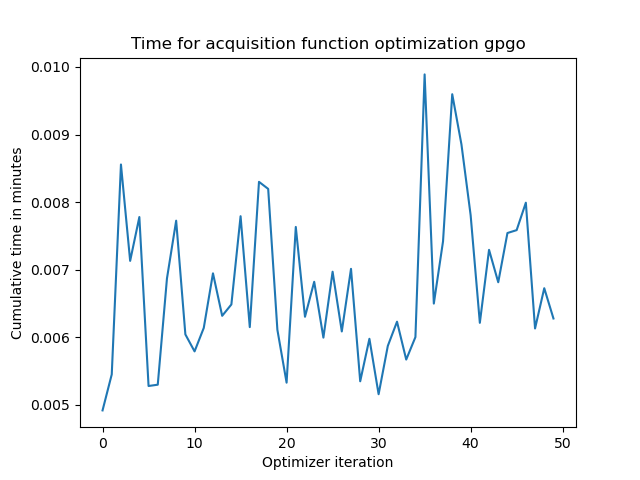 Time for acquisition function optimization gpgo
0.010
0.009
0.008
0.007
0.006
0.005
Cumulative time in minutes
0 10 20 30 40 50
Optimizer iteration